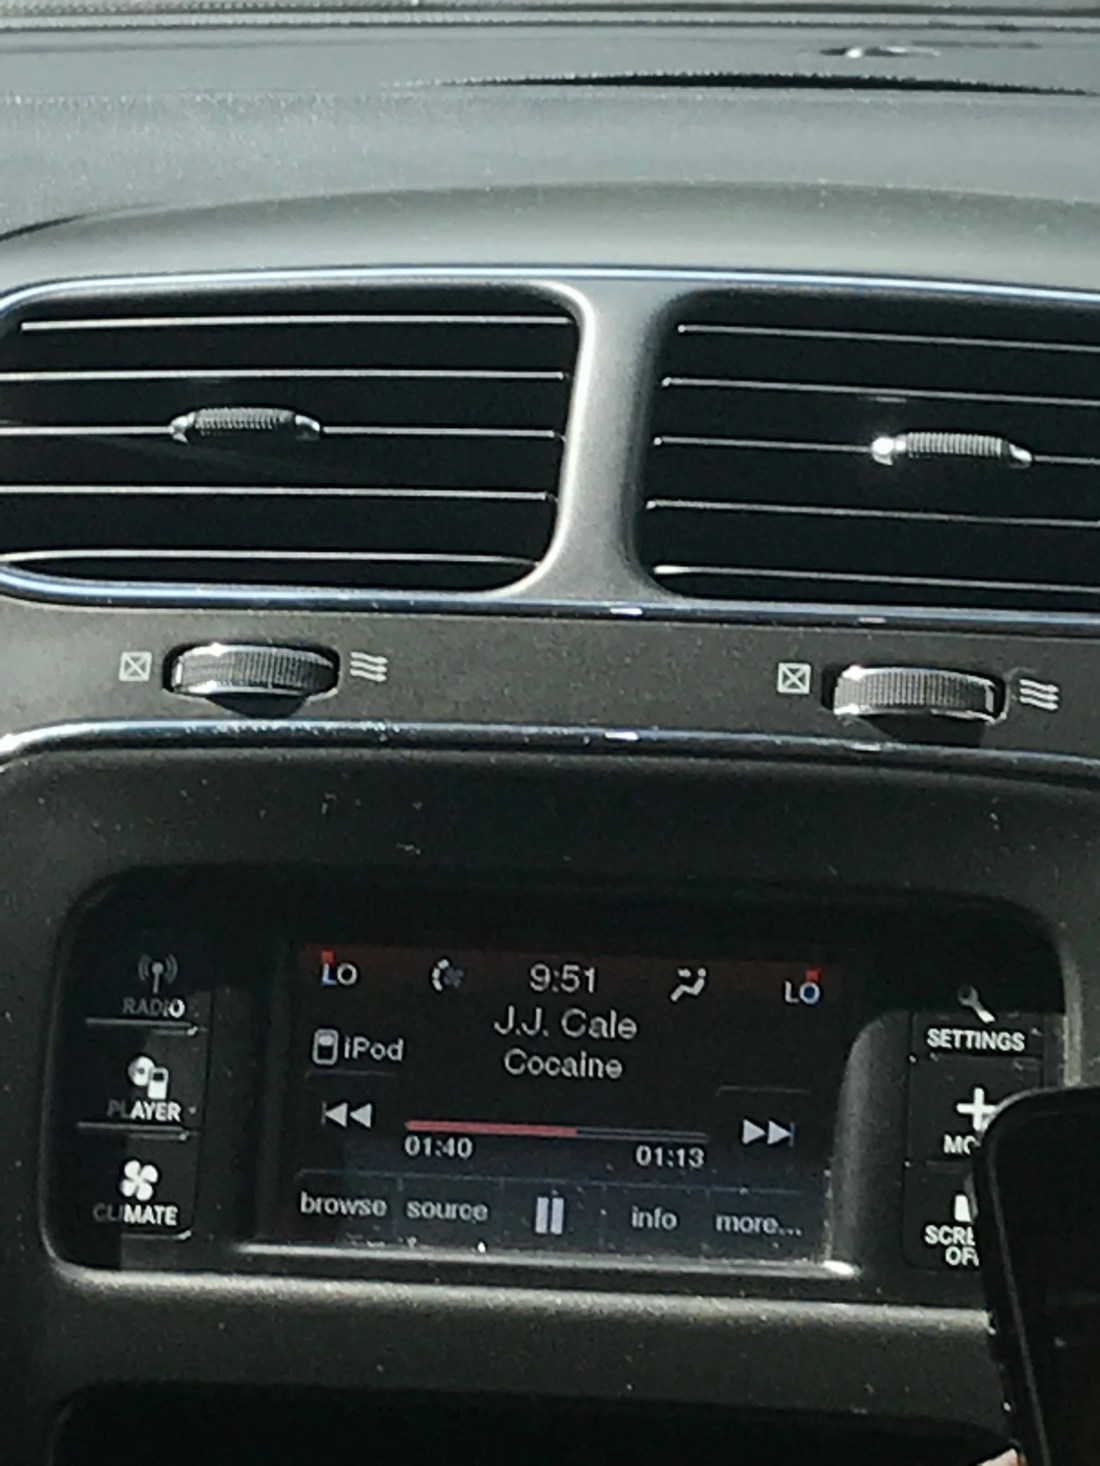 LO 9:51 LO
J.J. Cale
iPod
Cocaine
01:40 01:13
browse source info more...
RADIO
PLAYER
CLIMATE
SETTINGS